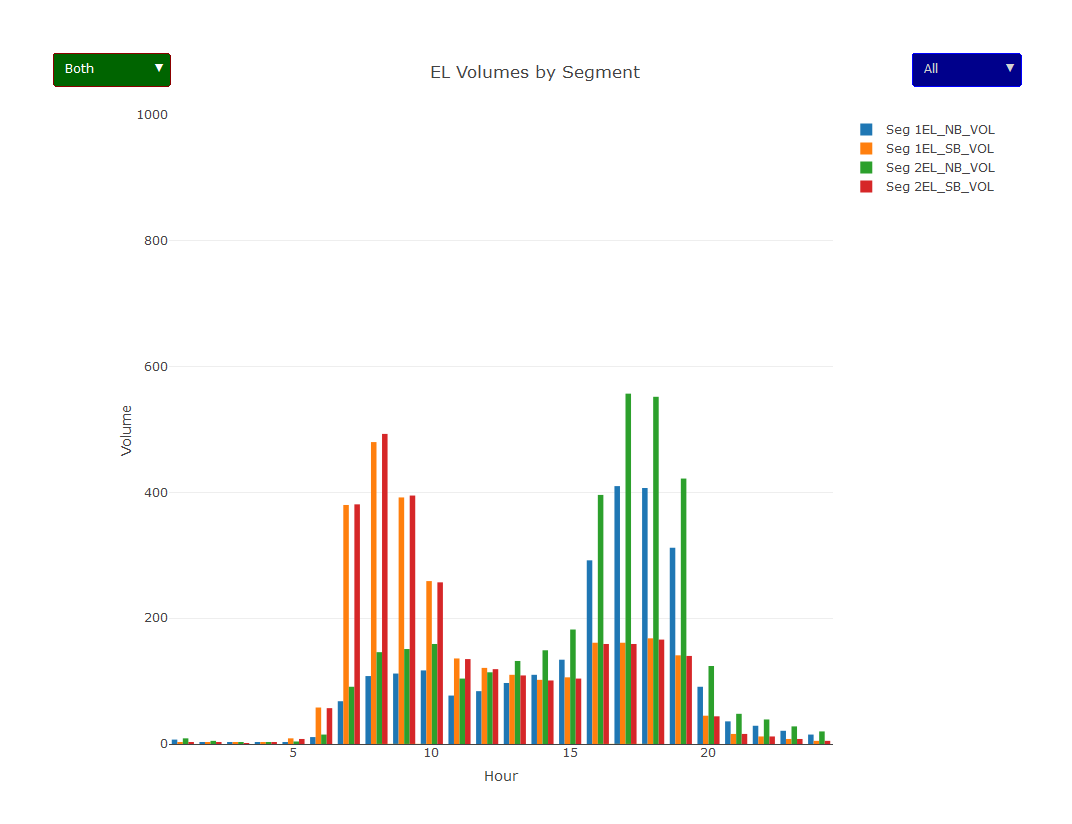 Both ▼
EL Volumes by Segment
All ▼
1000
800
600
400
200
0
Volume
5
10
15
20
Hour
Seg 1EL_NB_VOL
Seg 1EL_SB_VOL
Seg 2EL_NB_VOL
Seg 2EL_SB_VOL